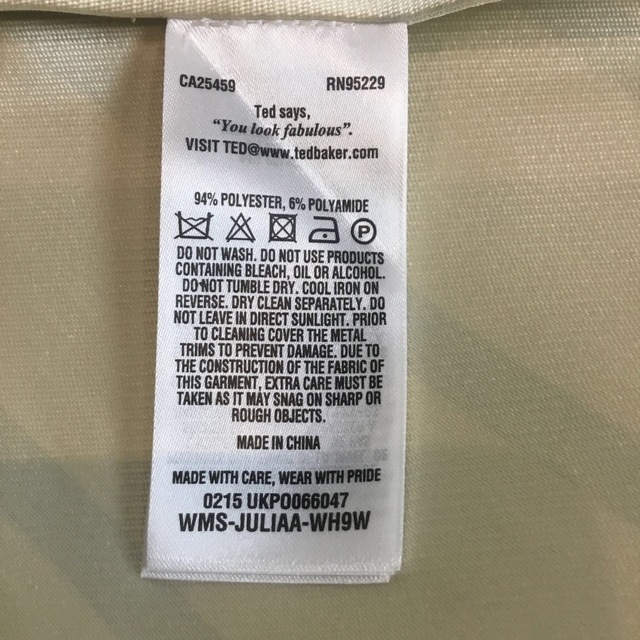 CA25459 RN95229
Ted says,
"You look fabulous".
VISIT TED@www.tedbaker.com
94% POLYESTER, 6% POLYAMIDE
P
DO NOT WASH. DO NOT USE PRODUCTS
CONTAINING BLEACH, OIL OR ALCOHOL.
DO NOT TUMBLE DRY. COOL IRON ON
REVERSE. DRY CLEAN SEPARATELY. DO
NOT LEAVE IN DIRECT SUNLIGHT. PRIOR
TO CLEANING COVER THE METAL
TRIMS TO PREVENT DAMAGE. DUE TO
THE CONSTRUCTION OF THE FABRIC OF
THIS GARMENT, EXTRA CARE MUST BE
TAKEN AS IT MAY SNAG ON SHARP OR
ROUGH OBJECTS.
MADE IN CHINA
MADE WITH CARE, WEAR WITH PRIDE
0215 UKPO066047
WMS-JULIAA-WH9W